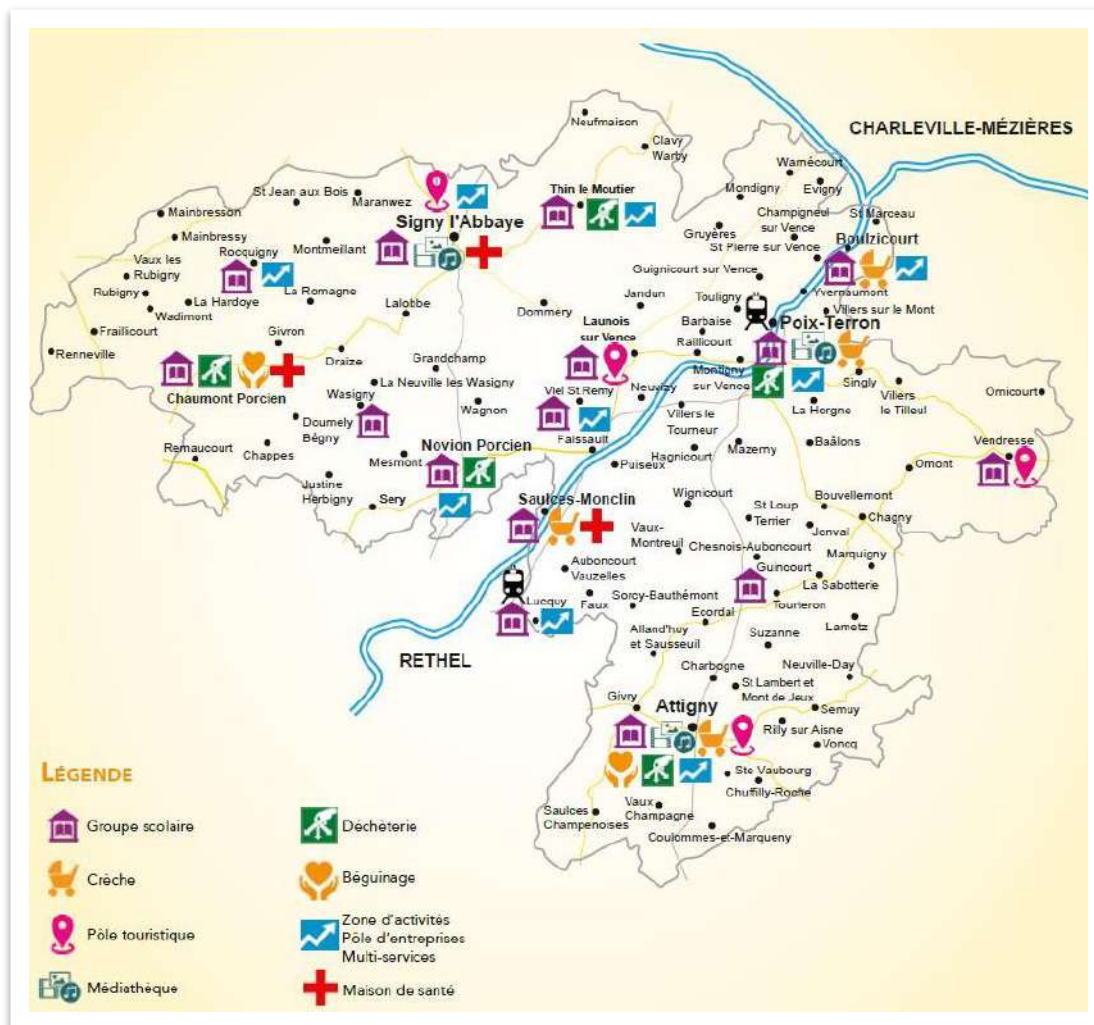 CHARLEVILLE-MÉZIÈRES
Neufmaison
Clavy
Warby
Warnécourt
Evigny
Mondigny
St Jean aux Bois
Maranwez
Thin le Moutier
Champigneul
sur Vence
St Marceau
Mainbresson
Signy l'Abbaye
Gruyères
St Pierre sur Vence
Boulzicourt
Mainbressy
Montmeillant
Rocquigny
Vaux les
Rubigny
Guignicourt sur Vence
Rubigny
La Hardoye
La Romagne
Lalobbe
Dommery
Jandun
Touligny
Yvernaumont
Villers sur le Mont
Wadimont
Launois
sur Vence
Barbaise
Poix-Terron
Fraillicourt
Givron
Raillicourt
Renneville
Draize
Grandchamp
Montigny
sur Vence
Singly
Chaumont Porcien
La Neuville les Wasigny
Viel St Remy
Neuvizy
Villers
le Tilleul
Omicourt
Wasigny
Wagnon
Villers le
Tourneur
La Horgne
Doumely
Bégny
Faissault
Hagnicourt
Mazerny
Baâlons
Vendresse
Remaucourt
Chappes
Mesmont
Novion Porcien
Puiseux
Omont
Justine
Herbigny
Sery
Saulces-Monclin
Wignicourt
Bouvellemont
St Loup
Terrier
Chagny
Jonval
Vaux-
Montreuil
Chesnois-Auboncourt
Marquigny
Auboncourt
Vauzelles
Guincourt
La Sabotterie
Lucquy
Faux
Sorcy-Bauthémont
Tourteron
Ecordal
Lametz
Alland'huy
et Sausseuil
Suzanne
RETHEL
Charbogne
Neuville-Day
St Lambert et
Mont de Jeux
Givry
Attigny
Semuy
Rilly sur Aisne
Voncq
Ste Vaubourg
Chuffilly-Roche
Saulces
Champenoises
Vaux
Champagne
Coulommes-et-Marqueny
LÉGENDE
Groupe scolaire
Crèche
Pôle touristique
Médiathèque
Déchèterie
Béguinage
Zone d'activités
Pôle d'entreprises
Multi-services
Maison de santé